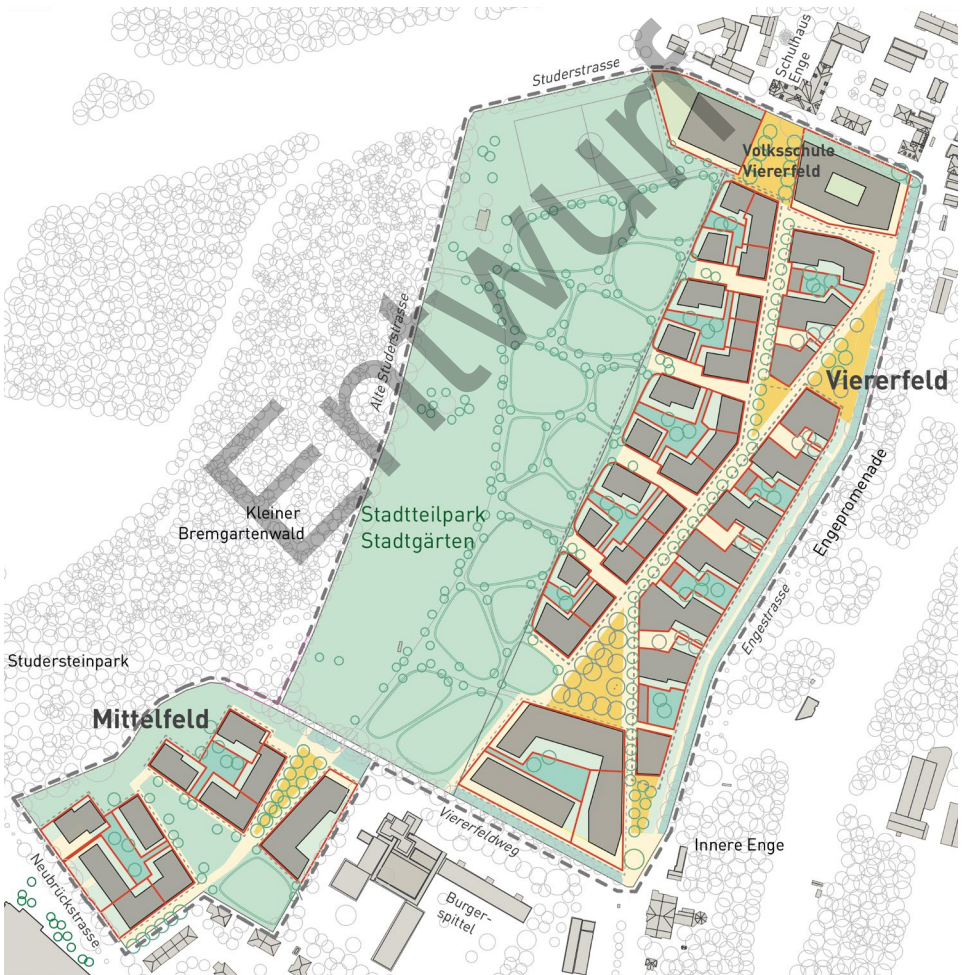 Studerstrasse
Schulhaus
Enge
Volksschule
Viererfeld
Entwurf
Alte Studerstrasse
Viererfeld
Kleiner
Bremgartenwald
Stadtteilpark
Stadtgärten
Engepromenade
Engestrasse
Studersteinpark
Mittelfeld
Viererfeldweg
Innere Enge
Neubrückstrasse
Burger-
spittel